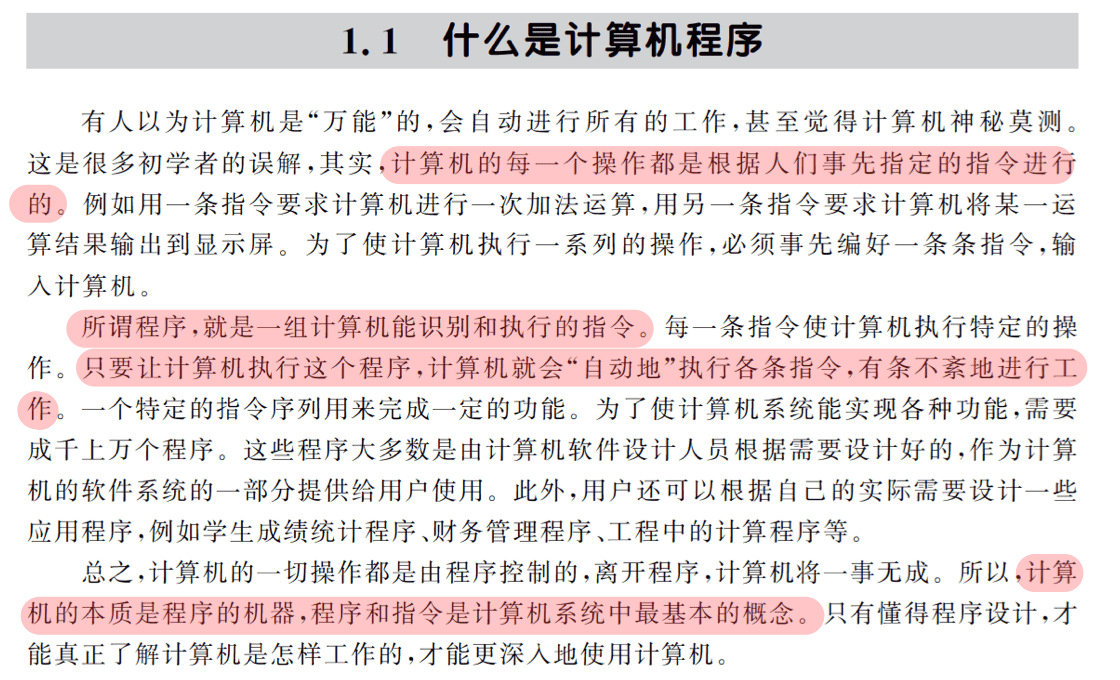 1.1 什么是计算机程序
有人以为计算机是“万能”的,会自动进行所有的工作,甚至觉得计算机神秘莫测。
这是很多初学者的误解,其实,计算机的每一个操作都是根据人们事先指定的指令进行
的。例如用一条指令要求计算机进行一次加法运算,用另一条指令要求计算机将某一运
算结果输出到显示屏。为了使计算机执行一系列的操作,必须事先编好一条条指令,输
入计算机。
所谓程序,就是一组计算机能识别和执行的指令。每一条指令使计算机执行特定的操
作。只要让计算机执行这个程序,计算机就会“自动地”执行各条指令,有条不紊地进行工
作。一个特定的指令序列用来完成一定的功能。为了使计算机系统能实现各种功能,需要
成千上万个程序。这些程序大多数是由计算机软件设计人员根据需要设计好的,作为计算
机的软件系统的一部分提供给用户使用。此外,用户还可以根据自己的实际需要设计一些
应用程序,例如学生成绩统计程序、财务管理程序、工程中的计算程序等。
总之,计算机的一切操作都是由程序控制的,离开程序,计算机将一事无成。所以,计算
机的本质是程序的机器,程序和指令是计算机系统中最基本的概念。只有懂得程序设计,才
能真正了解计算机是怎样工作的,才能更深入地使用计算机。